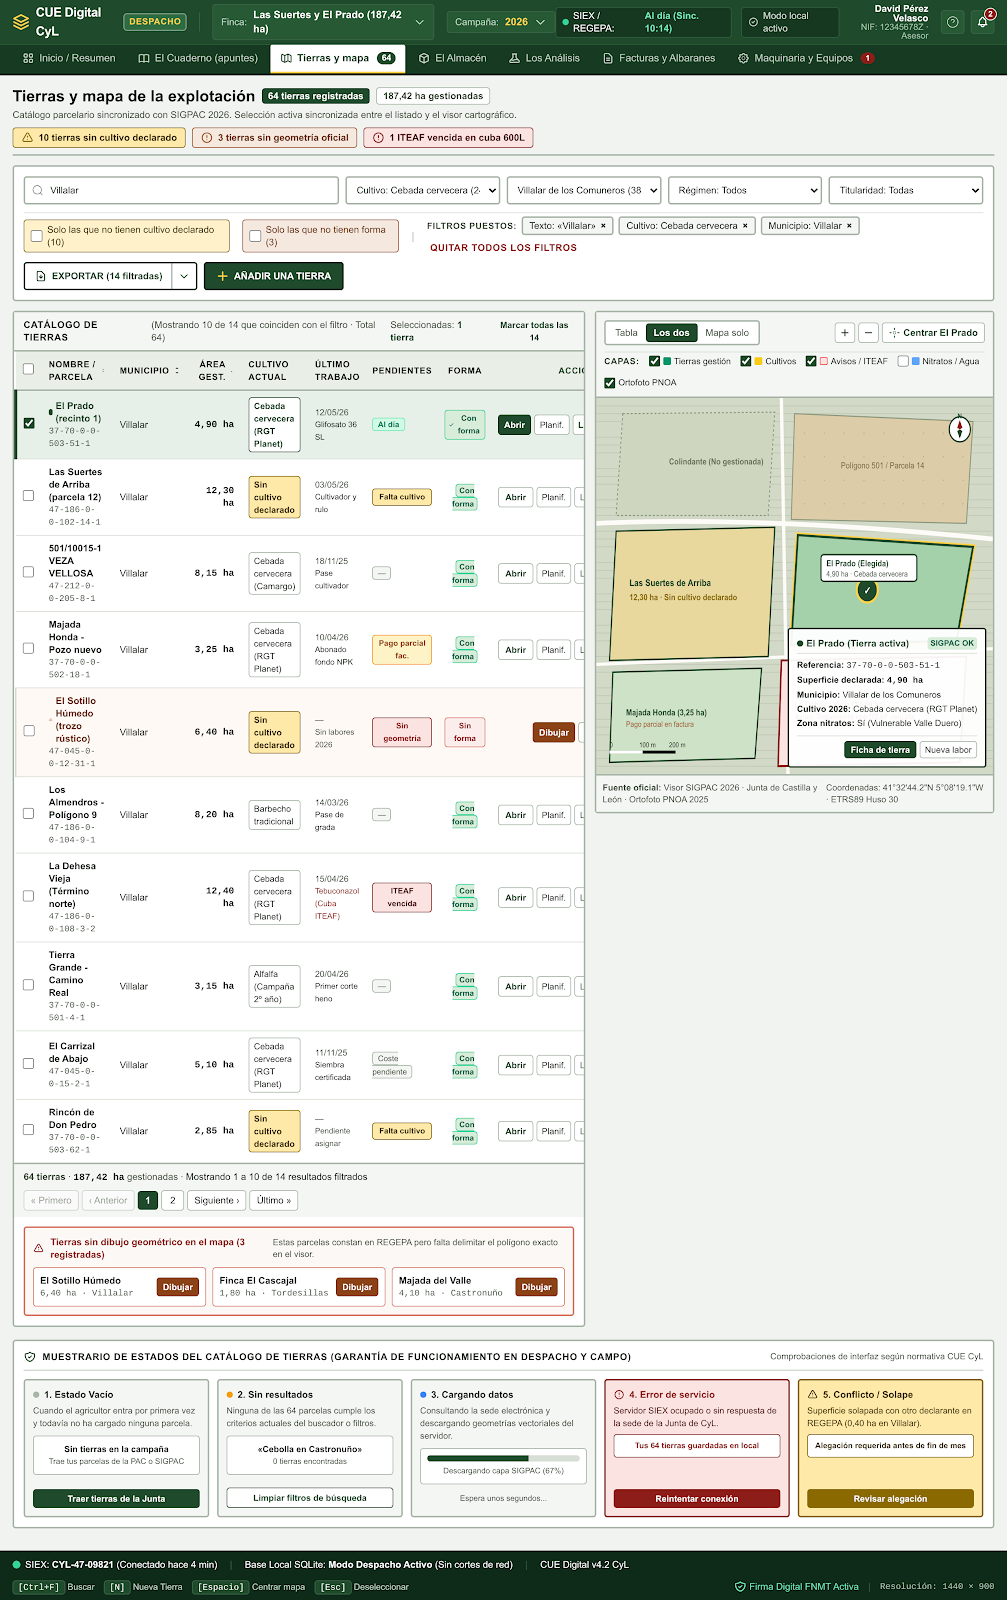 CUE Digital CyL
DESPACHO
Finca: Las Suertes y El Prado (187,42 ha)
Campaña: 2026
SIEX / REGEPA: Al día (Sinc. 10:14)
Modo local activo
David Pérez Velasco
NIF: 12345678Z · Asesor
2
Inicio / Resumen
El Cuaderno (apuntes)
Tierras y mapa 64
El Almacén
Los Análisis
Facturas y Albaranes
Maquinaria y Equipos 1
Tierras y mapa de la explotación 64 tierras registradas 187,42 ha gestionadas
Catálogo parcelario sincronizado con SIGPAC 2026. Selección activa sincronizada entre el listado y el visor cartográfico.
10 tierras sin cultivo declarado
3 tierras sin geometría oficial
1 ITEAF vencida en cuba 600L
Villalar
Cultivo: Cebada cervecera (2
Villalar de los Comuneros (38
Régimen: Todos
Titularidad: Todas
Solo las que no tienen cultivo declarado (10)
Solo las que no tienen forma (3)
FILTROS PUESTOS: Texto: «Villalar» × Cultivo: Cebada cervecera × Municipio: Villalar ×
QUITAR TODOS LOS FILTROS
EXPORTAR (14 filtradas)
AÑADIR UNA TIERRA
CATÁLOGO DE TIERRAS
(Mostrando 10 de 14 que coinciden con el filtro · Total 64)
Seleccionadas: 1 tierra
Marcar todas las 14
NOMBRE / PARCELA
MUNICIPIO
ÁREA GEST.
CULTIVO ACTUAL
ÚLTIMO TRABAJO
PENDIENTES
FORMA
ACCI
El Prado (recinto 1)
37-70-0-0-503-51-1
Villalar
4,90 ha
Cebada cervecera (RGT Planet)
12/05/26
Glifosato 36 SL
Al día
Con forma
Abrir
Planif.
L
Las Suertes de Arriba (parcela 12)
47-186-0-0-102-14-1
Villalar
12,30 ha
Sin cultivo declarado
03/05/26
Cultivador y rulo
Falta cultivo
Con forma
Abrir
Planif.
L
501/10015-1 VEZA VELLOSA
47-212-0-0-205-8-1
Villalar
8,15 ha
Cebada cervecera (Camargo)
18/11/25
Pase cultivador
—
Con forma
Abrir
Planif.
L
Majada Honda - Pozo nuevo
37-70-0-0-502-18-1
Villalar
3,25 ha
Cebada cervecera (RGT Planet)
10/04/26
Abonado fondo NPK
Pago parcial fac.
Con forma
Abrir
Planif.
L
El Sotillo Húmedo (trozo rústico)
47-045-0-0-12-31-1
Villalar
6,40 ha
Sin cultivo declarado
—
Sin labores 2026
Sin geometría
Sin forma
Dibujar
Los Almendros - Polígono 9
47-186-0-0-104-9-1
Villalar
8,20 ha
Barbecho tradicional
14/03/26
Pase de grada
—
Con forma
Abrir
Planif.
L
La Dehesa Vieja (Término norte)
47-186-0-0-108-3-2
Villalar
12,40 ha
Cebada cervecera (RGT Planet)
15/04/26
Tebuconazol (Cuba ITEAF)
ITEAF vencida
Con forma
Abrir
Planif.
L
Tierra Grande - Camino Real
37-70-0-0-501-4-1
Villalar
3,15 ha
Alfalfa (Campaña 2º año)
20/04/26
Primer corte heno
—
Con forma
Abrir
Planif.
L
El Carrizal de Abajo
47-045-0-0-15-2-1
Villalar
5,10 ha
Cebada cervecera (RGT Planet)
11/11/25
Siembra certificada
Coste pendiente
Con forma
Abrir
Planif.
L
Rincón de Don Pedro
37-70-0-0-503-62-1
Villalar
2,85 ha
Sin cultivo declarado
—
Pendiente asignar
Falta cultivo
Con forma
Abrir
Planif.
L
64 tierras · 187,42 ha gestionadas · Mostrando 1 a 10 de 14 resultados filtrados
« Primero
‹ Anterior
1
2
Siguiente ›
Último »
Tierras sin dibujo geométrico en el mapa (3 registradas)
Estas parcelas constan en REGEPA pero falta delimitar el polígono exacto en el visor.
El Sotillo Húmedo
6,40 ha · Villalar
Dibujar
Finca El Cascajal
1,80 ha · Tordesillas
Dibujar
Majada del Valle
4,10 ha · Castronuño
Dibujar
Tabla
Los dos
Mapa solo
+
−
Centrar El Prado
CAPAS:
Tierras gestión
Cultivos
Avisos / ITEAF
Nitratos / Agua
Ortofoto PNOA
Colindante (No gestionada)
Polígono 501 / Parcela 14
N
Las Suertes de Arriba
12,30 ha · Sin cultivo declarado
El Prado (Elegida)
4,90 ha · Cebada cervecera
Majada Honda (3,25 ha)
Pago parcial en factura
0 100 m 200 m
El Prado (Tierra activa)
SIGPAC OK
Referencia: 37-70-0-0-503-51-1
Superficie declarada: 4,90 ha
Municipio: Villalar de los Comuneros
Cultivo 2026: Cebada cervecera (RGT Planet)
Zona nitratos: Sí (Vulnerable Valle Duero)
Ficha de tierra
Nueva labor
Fuente oficial: Visor SIGPAC 2026 · Junta de Castilla y León · Ortofoto PNOA 2025
Coordenadas: 41°32'44.2"N 5°08'19.1"W · ETRS89 Huso 30
MUESTRARIO DE ESTADOS DEL CATÁLOGO DE TIERRAS (GARANTÍA DE FUNCIONAMIENTO EN DESPACHO Y CAMPO)
Comprobaciones de interfaz según normativa CUE CyL
1. Estado Vacío
Cuando el agricultor entra por primera vez y todavía no ha cargado ninguna parcela.
Sin tierras en la campaña
Trae tus parcelas de la PAC o SIGPAC
Traer tierras de la Junta
2. Sin resultados
Ninguna de las 64 parcelas cumple los criterios actuales del buscador o filtros.
«Cebolla en Castronuño»
0 tierras encontradas
Limpiar filtros de búsqueda
3. Cargando datos
Consultando la sede electrónica y descargando geometrías vectoriales del servidor.
Descargando capa SIGPAC (67%)
Espera unos segundos...
4. Error de servicio
Servidor SIEX ocupado o sin respuesta de la sede de la Junta de CyL.
Tus 64 tierras guardadas en local
Reintentar conexión
5. Conflicto / Solape
Superficie solapada con otro declarante en REGEPA (0,40 ha en Villalar).
Alegación requerida antes de fin de mes
Revisar alegación
SIEX: CYL-47-09821 (Conectado hace 4 min)
Base Local SQLite: Modo Despacho Activo (Sin cortes de red)
CUE Digital v4.2 CyL
[Ctrl+F] Buscar [N] Nueva Tierra [Espacio] Centrar mapa [Esc] Deseleccionar
Firma Digital FNMT Activa
Resolución: 1440 × 900